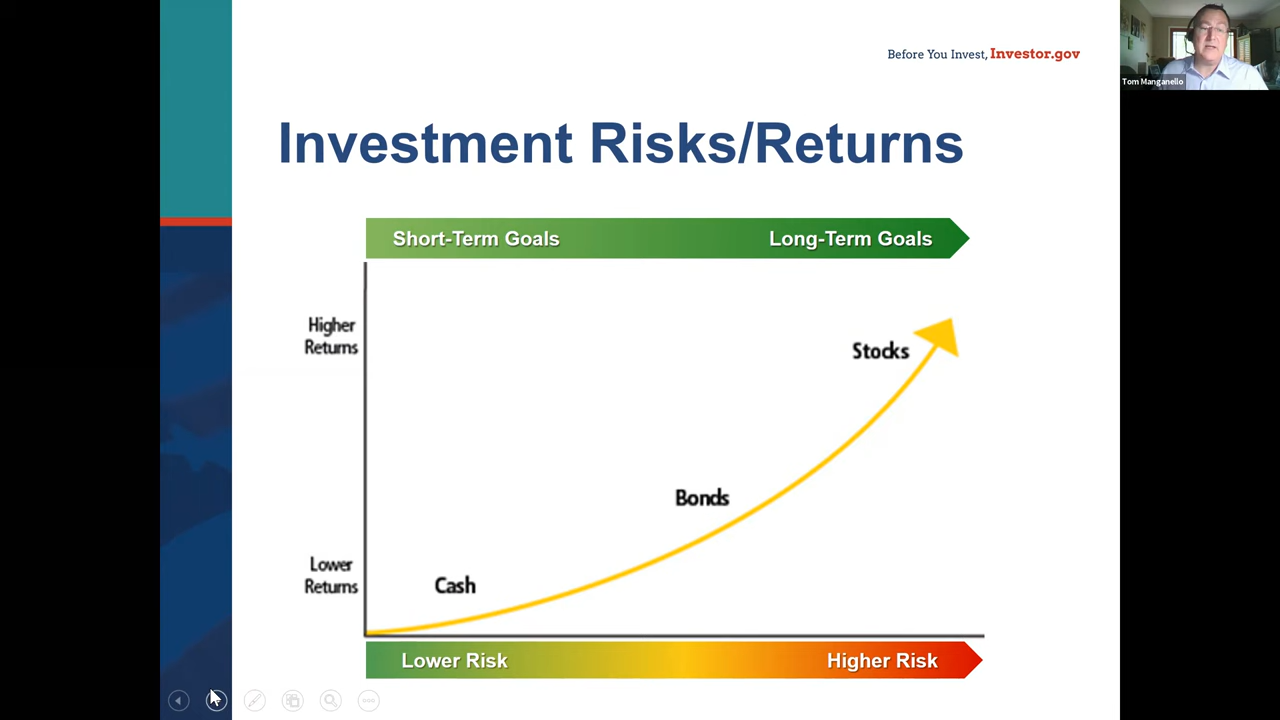 Before You Invest, Investor.gov
Tom Manganello
Investment Risks/Returns
Short-Term Goals
Long-Term Goals
Higher
Returns
Stocks
Bonds
Lower
Returns
Cash
Lower Risk
Higher Risk